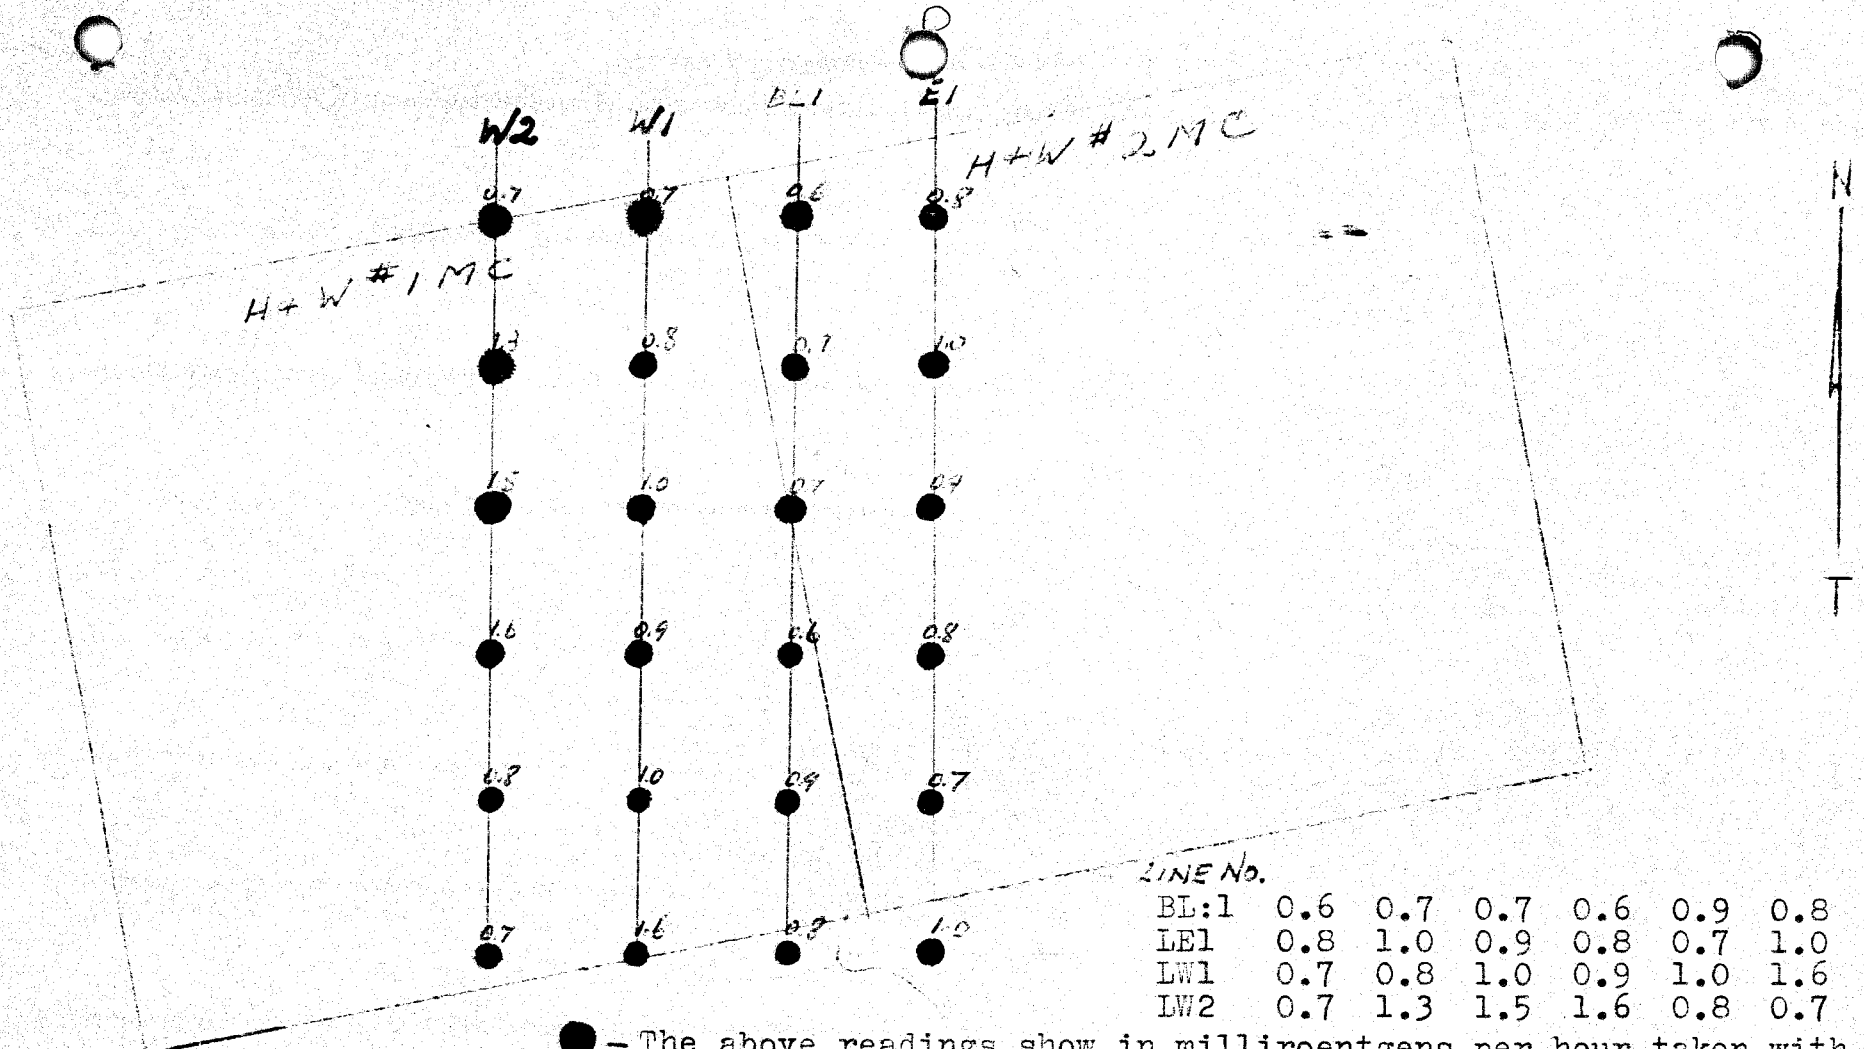 W2 W1 BL1 E1
H+W #2 MC
N
0.7 0.7 0.6 0.8
H+W #1 MC
1.3 0.8 0.7 1.0
1.5 1.0 0.7 0.9
1.6 0.9 0.6 0.8
0.8 1.0 0.9 0.7
0.7 1.6 0.8 1.0
LINE NO.
BL:1 0.6 0.7 0.7 0.6 0.9 0.8
LE1 0.8 1.0 0.9 0.8 0.7 1.0
LW1 0.7 0.8 1.0 0.9 1.0 1.6
LW2 0.7 1.3 1.5 1.6 0.8 0.7
– The above readings show in milliroentgens per hour taken with